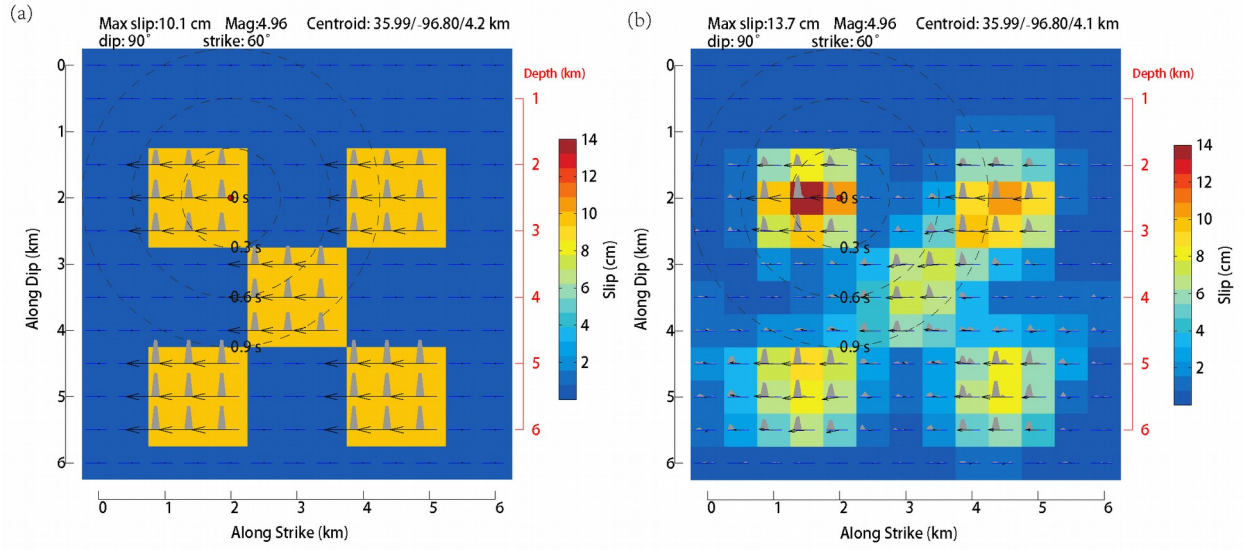 (a)
Max slip:10.1 cm Mag:4.96 Centroid: 35.99/-96.80/4.2 km
dip: 90° strike: 60°
0
1
2
3
4
5
6
Along Dip (km)
0 s
0.3 s
0.6 s
0.9 s
0 1 2 3 4 5 6
Along Strike (km)
Depth (km)
1
2
3
4
5
6
14
12
10
8
6
4
2
Slip (cm)
(b)
Max slip:13.7 cm Mag:4.96 Centroid: 35.99/-96.80/4.1 km
dip: 90° strike: 60°
0
1
2
3
4
5
6
Along Dip (km)
0 s
0.3 s
0.6 s
0.9 s
0 1 2 3 4 5 6
Along Strike (km)
Depth (km)
1
2
3
4
5
6
14
12
10
8
6
4
2
Slip (cm)